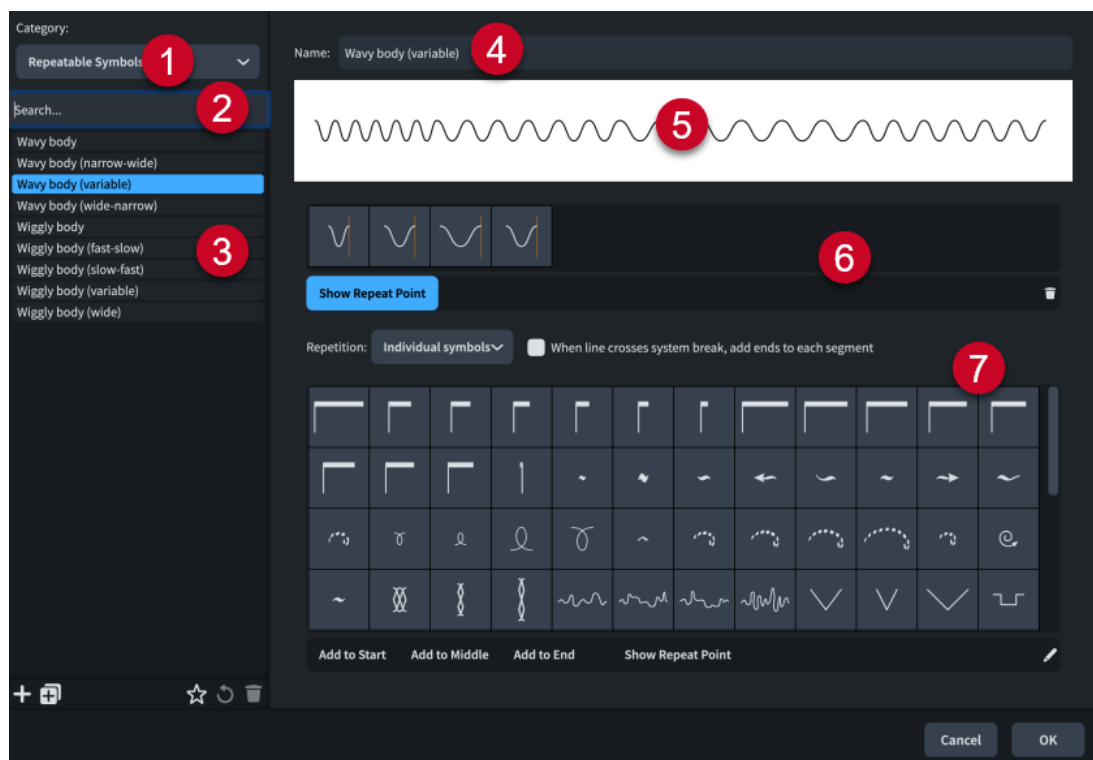 Category:
Repeatable Symbols
1
Search...
2
Wavy body
Wavy body (narrow-wide)
Wavy body (variable)
Wavy body (wide-narrow)
Wiggly body
Wiggly body (fast-slow)
Wiggly body (slow-fast)
Wiggly body (variable)
Wiggly body (wide)
3
Name: Wavy body (variable)
4
5
6
Show Repeat Point
Repetition: Individual symbols When line crosses system break, add ends to each segment
7
Add to Start Add to Middle Add to End Show Repeat Point
Cancel OK